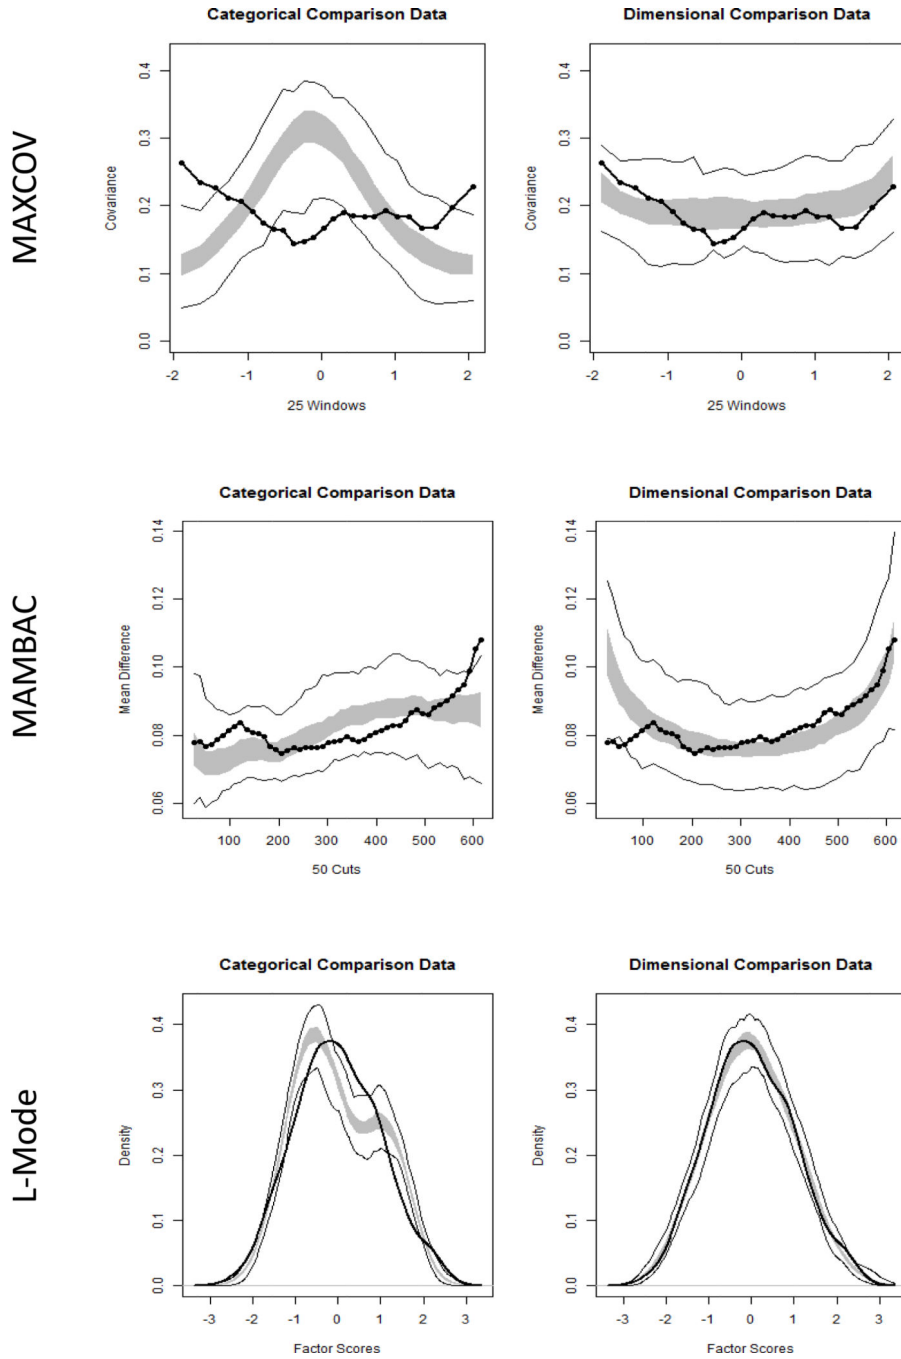 Categorical Comparison Data
Dimensional Comparison Data
MAXCOV
Covariance
0.4
0.3
0.2
0.1
0.0
-2 -1 0 1 2
25 Windows
Covariance
0.4
0.3
0.2
0.1
0.0
-2 -1 0 1 2
25 Windows
Categorical Comparison Data
Dimensional Comparison Data
MAMBAC
Mean Difference
0.14
0.12
0.10
0.08
0.06
100 200 300 400 500 600
50 Cuts
Mean Difference
0.14
0.12
0.10
0.08
0.06
100 200 300 400 500 600
50 Cuts
Categorical Comparison Data
Dimensional Comparison Data
L-Mode
Density
0.4
0.3
0.2
0.1
0.0
-3 -2 -1 0 1 2 3
Factor Scores
Density
0.4
0.3
0.2
0.1
0.0
-3 -2 -1 0 1 2 3
Factor Scores